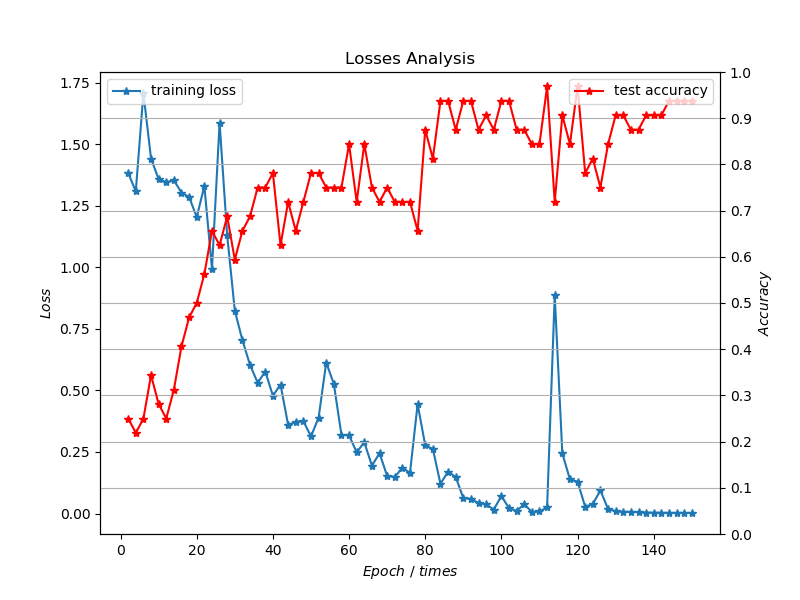 Losses Analysis
training loss
test accuracy
1.75
1.50
1.25
1.00
0.75
0.50
0.25
0.00
Loss
1.0
0.9
0.8
0.7
0.6
0.5
0.4
0.3
0.2
0.1
0.0
Accuracy
0 20 40 60 80 100 120 140
Epoch / times